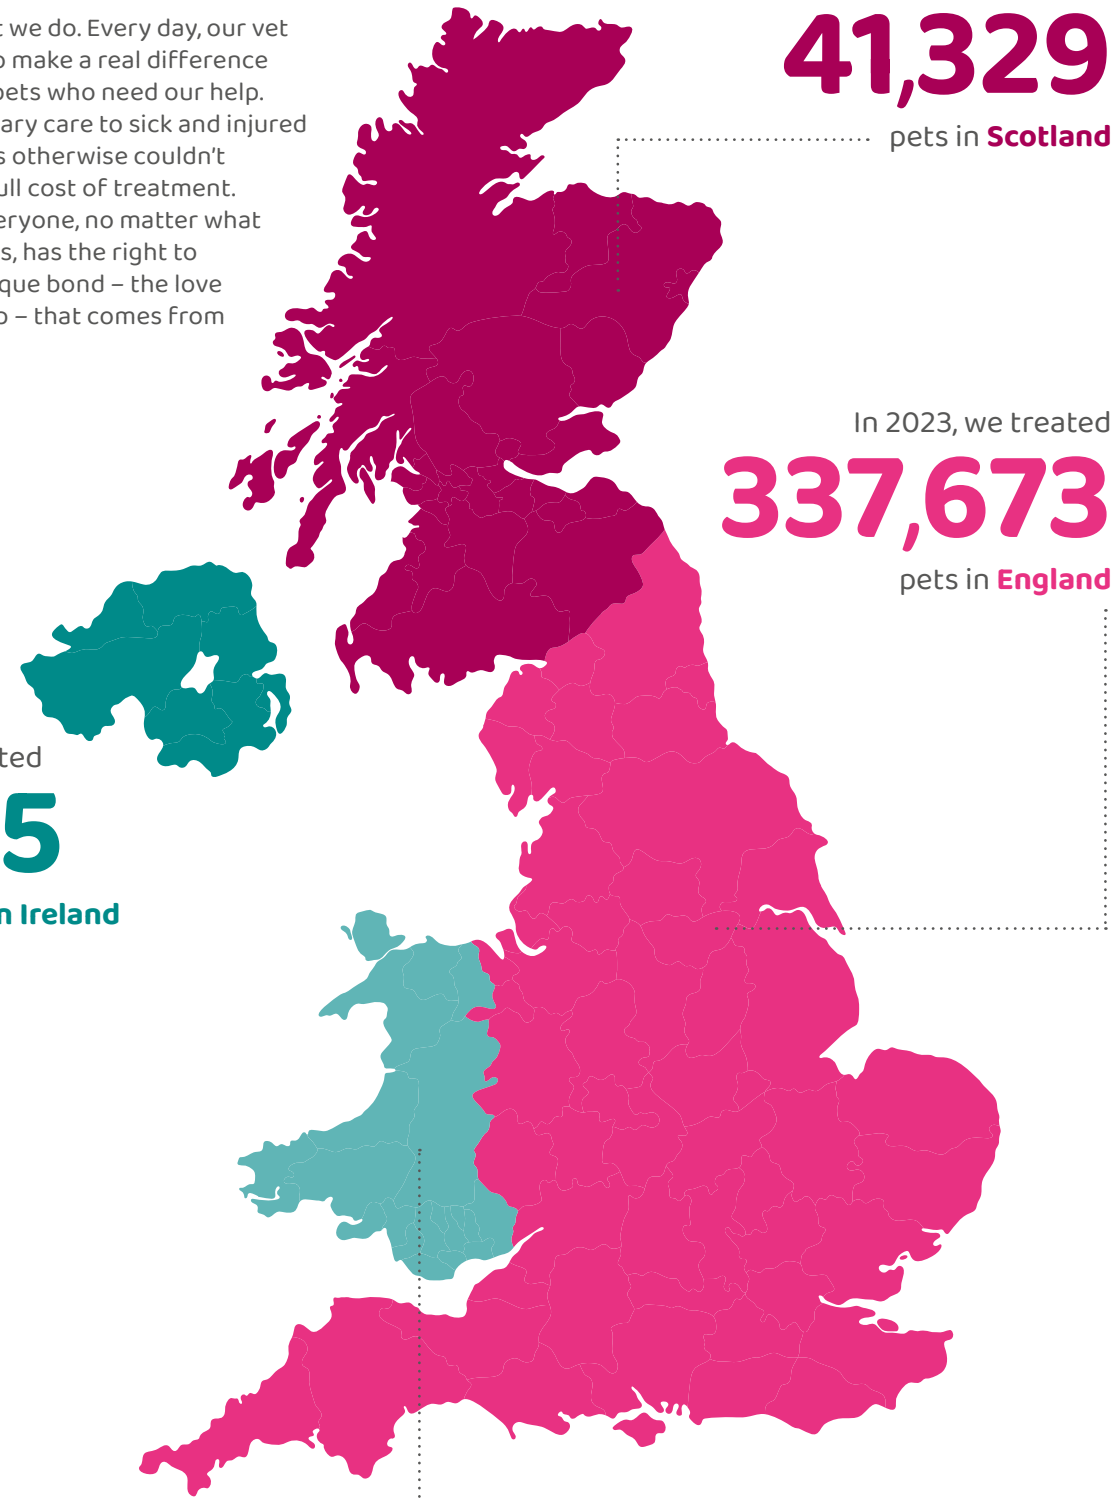 we do. Every day, our vet
make a real difference
pets who need our help.
ary care to sick and injured
s otherwise couldn't
ull cost of treatment.
eryone, no matter what
s, has the right to
que bond – the love
– that comes from
41,329
pets in Scotland
In 2023, we treated
337,673
pets in England
ted
5
n Ireland